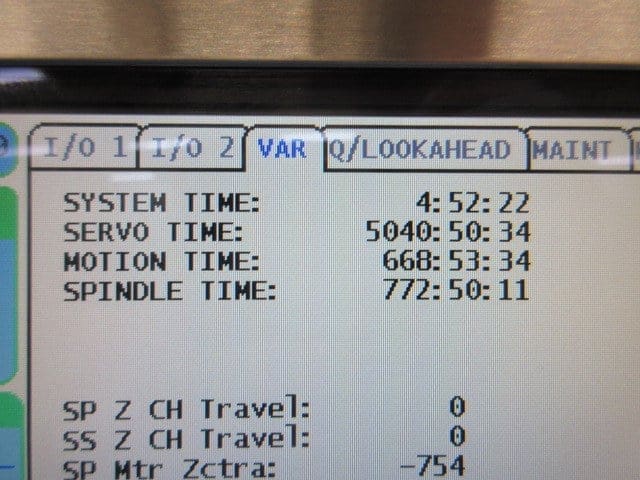 I/O 1 I/O 2 VAR Q/LOOKAHEAD MAINT
SYSTEM TIME: 4:52:22
SERVO TIME: 5040:50:34
MOTION TIME: 668:53:34
SPINDLE TIME: 772:50:11
SP Z CH Travel: 0
SS Z CH Travel: 0
SP Mtr Zctra: -754